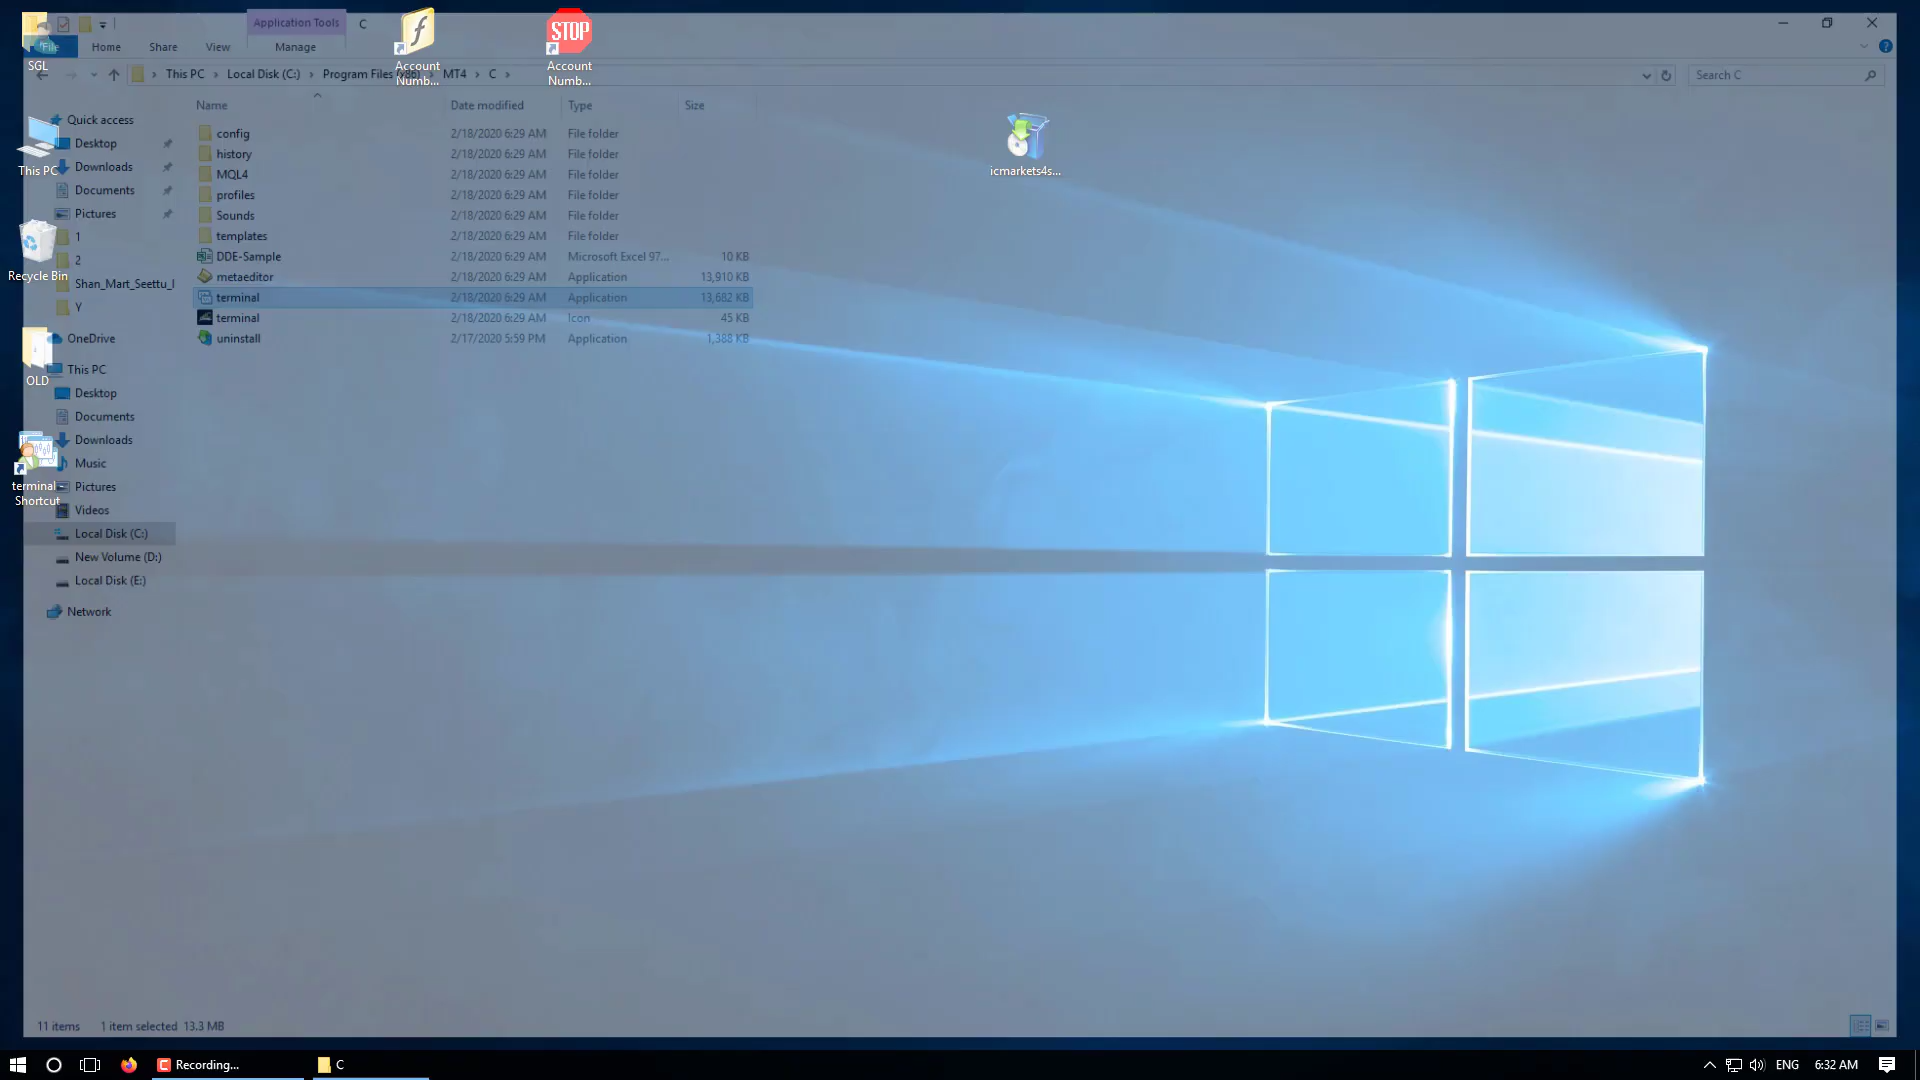 Application Tools
C
File
Home
Share
View
Manage
This PC
Local Disk (C:)
Program Files (x86)
MT4
C
Search C
Name
Date modified
Type
Size
config
2/18/2020 6:29 AM
File folder
history
2/18/2020 6:29 AM
File folder
MQL4
2/18/2020 6:29 AM
File folder
profiles
2/18/2020 6:29 AM
File folder
Sounds
2/18/2020 6:29 AM
File folder
templates
2/18/2020 6:29 AM
File folder
DDE-Sample
2/18/2020 6:29 AM
Microsoft Excel 97...
10 KB
metaeditor
2/18/2020 6:29 AM
Application
13,910 KB
terminal
2/18/2020 6:29 AM
Application
13,682 KB
terminal
2/18/2020 6:29 AM
Icon
45 KB
uninstall
2/17/2020 5:59 PM
Application
1,388 KB
Quick access
Desktop
Downloads
Documents
Pictures
1
2
Shan_Mart_Seettu_I
Y
OneDrive
This PC
Desktop
Documents
Downloads
Music
Pictures
Videos
Local Disk (C:)
New Volume (D:)
Local Disk (E:)
Network
11 items
1 item selected
13.3 MB
SGL
This PC
Recycle Bin
OLD
terminal -
Shortcut
Account
Numb...
STOP
Account
Numb...
icmarkets4s...
Recording...
C
ENG
6:32 AM